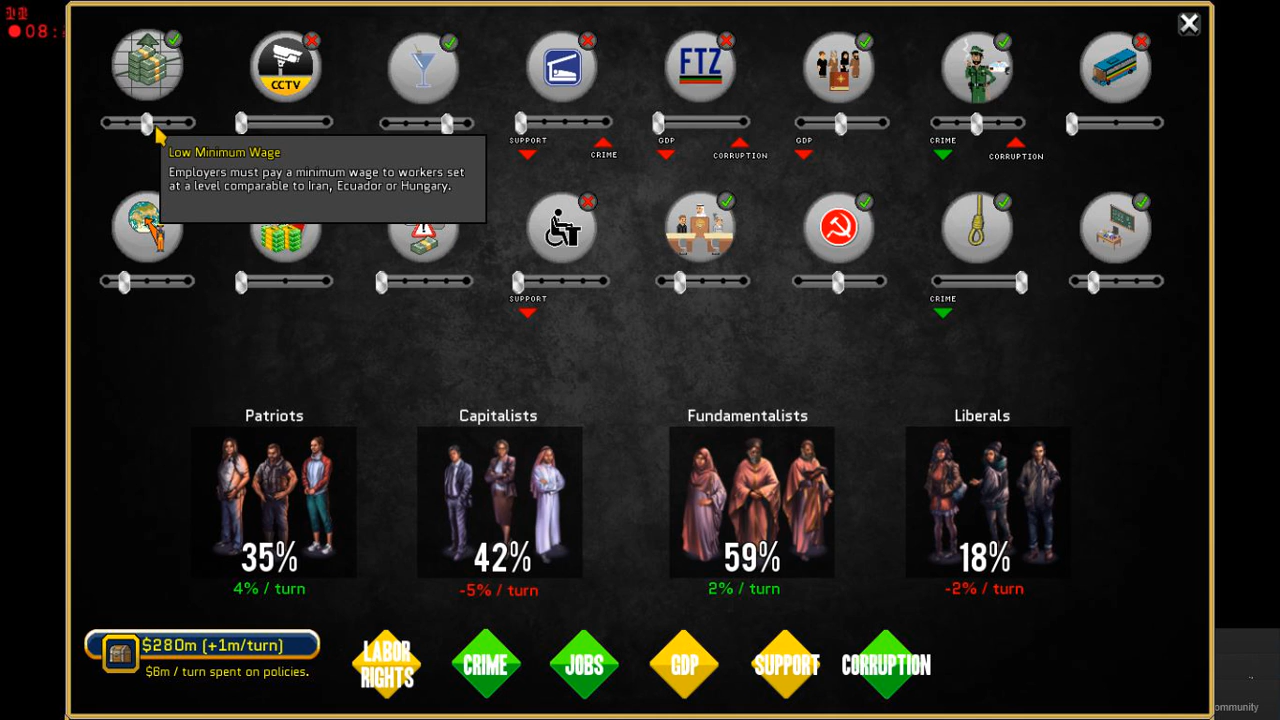 11
08:
CCTV
FTZ
SUPPORT
CRIME
GDP
CORRUPTION
GDP
CRIME
CORRUPTION
Low Minimum Wage
Employers must pay a minimum wage to workers set
at a level comparable to Iran, Ecuador or Hungary.
SUPPORT
CRIME
Patriots
Capitalists
Fundamentalists
Liberals
35%
42%
59%
18%
4% / turn
-5% / turn
2% / turn
-2% / turn
$280m (+1m/turn)
$6m / turn spent on policies.
LABOR
RIGHTS
CRIME
JOBS
GDP
SUPPORT
CORRUPTION
ommunity